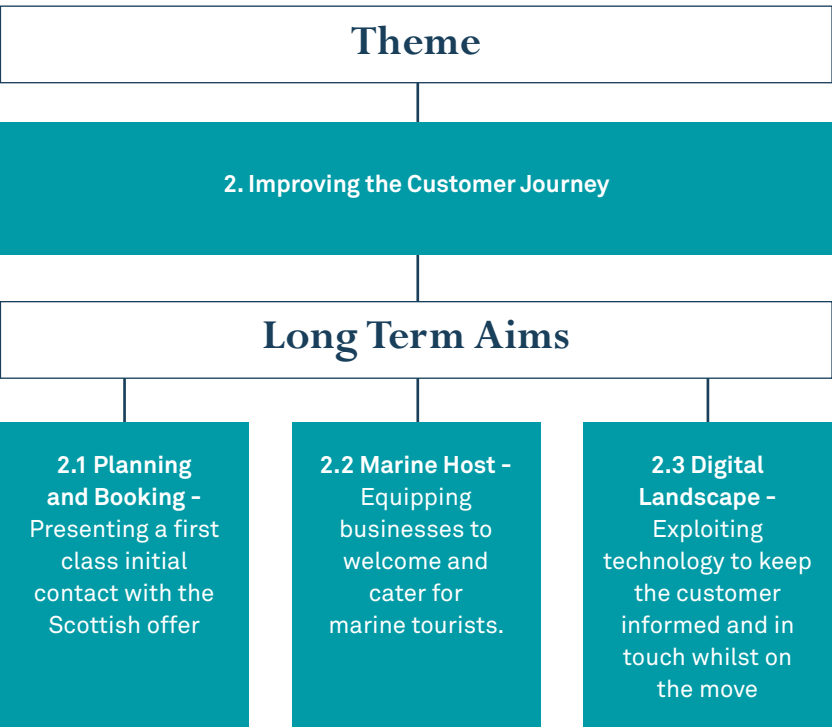 Theme
2. Improving the Customer Journey
Long Term Aims
2.1 Planning
and Booking -
Presenting a first
class initial
contact with the
Scottish offer
2.2 Marine Host -
Equipping
businesses to
welcome and
cater for
marine tourists.
2.3 Digital
Landscape -
Exploiting
technology to keep
the customer
informed and in
touch whilst on
the move